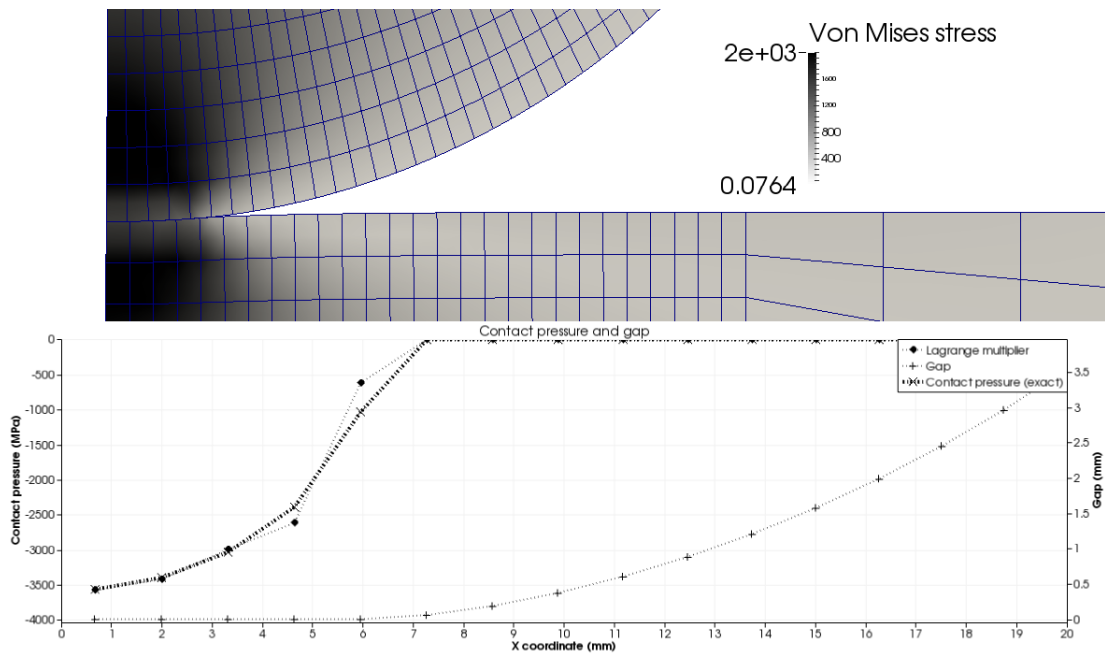 Von Mises stress
2e+03
1600
1200
800
400
0.0764
Contact pressure and gap
Lagrange multiplier
Gap
Contact pressure (exact)
0
-500
-1000
-1500
-2000
-2500
-3000
-3500
-4000
Contact pressure (MPa)
3.5
3
2.5
2
1.5
1
0.5
0
Gap (mm)
0 1 2 3 4 5 6 7 8 9 10 11 12 13 14 15 16 17 18 19 20
X coordinate (mm)